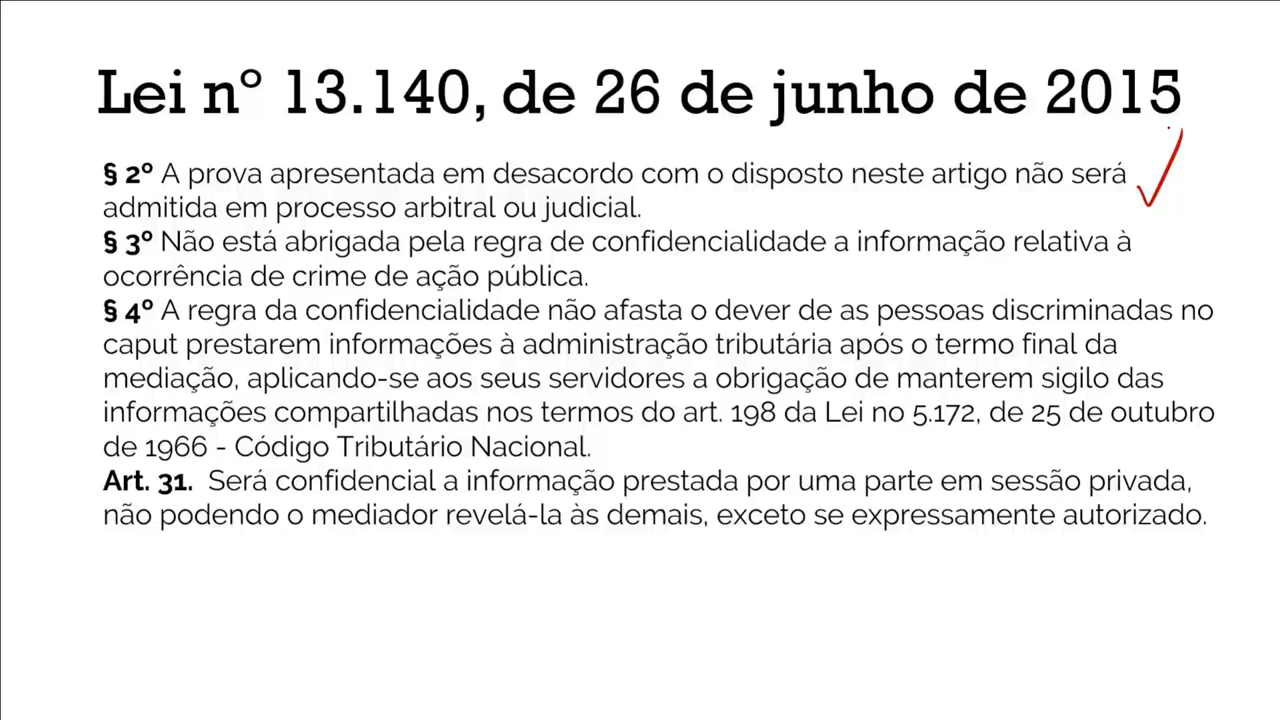 Lei nº 13.140, de 26 de junho de 2015
§ 2º A prova apresentada em desacordo com o disposto neste artigo não será
admitida em processo arbitral ou judicial.
§ 3º Não está abrigada pela regra de confidencialidade a informação relativa à
ocorrência de crime de ação pública.
§ 4º A regra da confidencialidade não afasta o dever de as pessoas discriminadas no
caput prestarem informações à administração tributária após o termo final da
mediação, aplicando-se aos seus servidores a obrigação de manterem sigilo das
informações compartilhadas nos termos do art. 198 da Lei no 5.172, de 25 de outubro
de 1966 - Código Tributário Nacional.
Art. 31. Será confidencial a informação prestada por uma parte em sessão privada,
não podendo o mediador revelá-la às demais, exceto se expressamente autorizado.